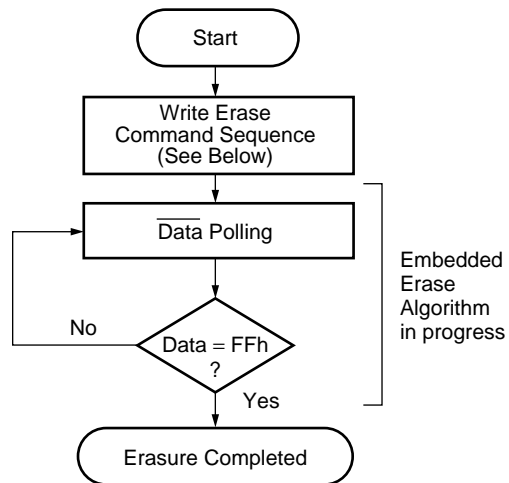 Start
Write Erase
Command Sequence
(See Below)
Data Polling
Embedded
Erase
Algorithm
in progress
No
Data = FFh
?
Yes
Erasure Completed